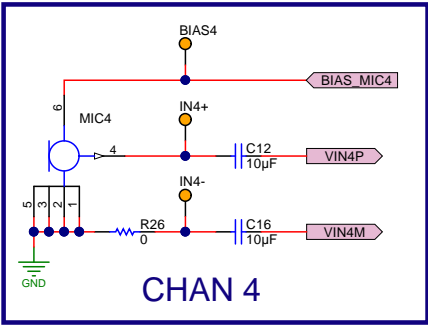 BIAS4
BIAS_MIC4
6
MIC4
IN4+
4
C12
10µF
VIN4P
IN4-
5
3
2
1
R26
0
C16
10µF
VIN4M
GND
CHAN 4